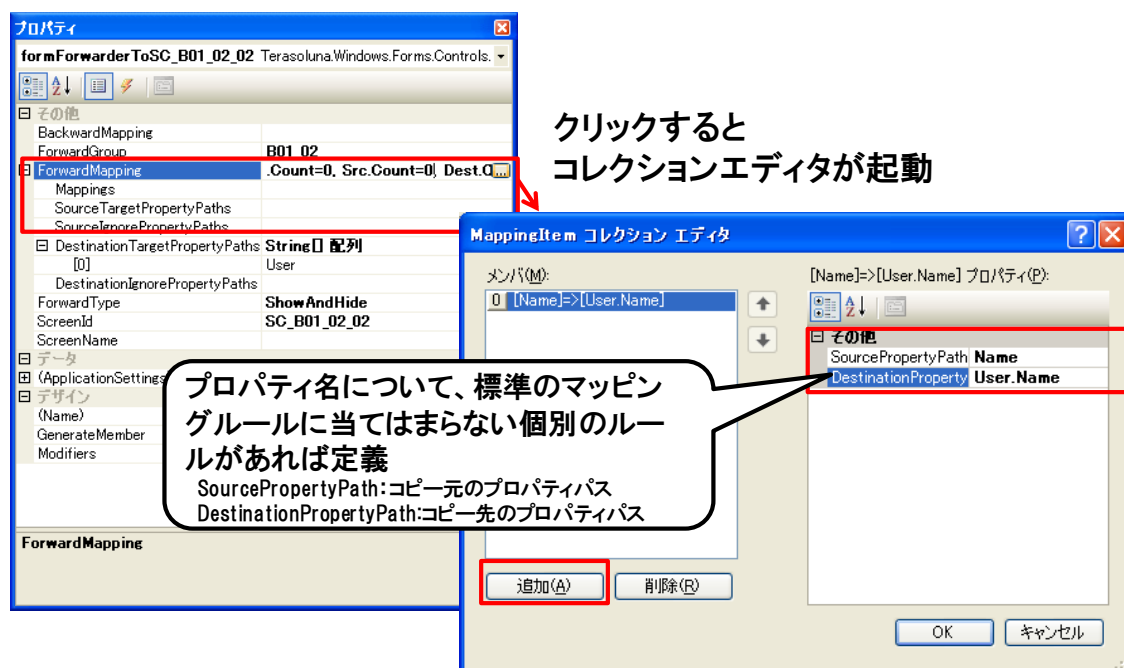 プロパティ
formForwarderToSC_B01_02_02 Terasoluna.Windows.Forms.Controls.
その他
BackwardMapping
ForwardGroup B01_02
ForwardMapping .Count=0, Src.Count=0, Dest.C
Mappings
SourceTargetPropertyPaths
SourceIgnorePropertyPaths
DestinationTargetPropertyPaths String[] 配列
[0] User
DestinationIgnorePropertyPaths
ForwardType ShowAndHide
ScreenId SC_B01_02_02
ScreenName
データ
(ApplicationSettings
デザイン
(Name)
GenerateMember
Modifiers
ForwardMapping
クリックすると
コレクションエディタが起動
MappingItem コレクション エディタ
メンバ(M):
0 [Name]=>[User.Name]
[Name]=>[User.Name] プロパティ(P):
その他
SourcePropertyPath Name
DestinationProperty User.Name
プロパティ名について、標準のマッピン
グルールに当てはまらない個別のルー
ルがあれば定義
SourcePropertyPath:コピー元のプロパティパス
DestinationPropertyPath:コピー先のプロパティパス
追加(A) 削除(R)
OK キャンセル